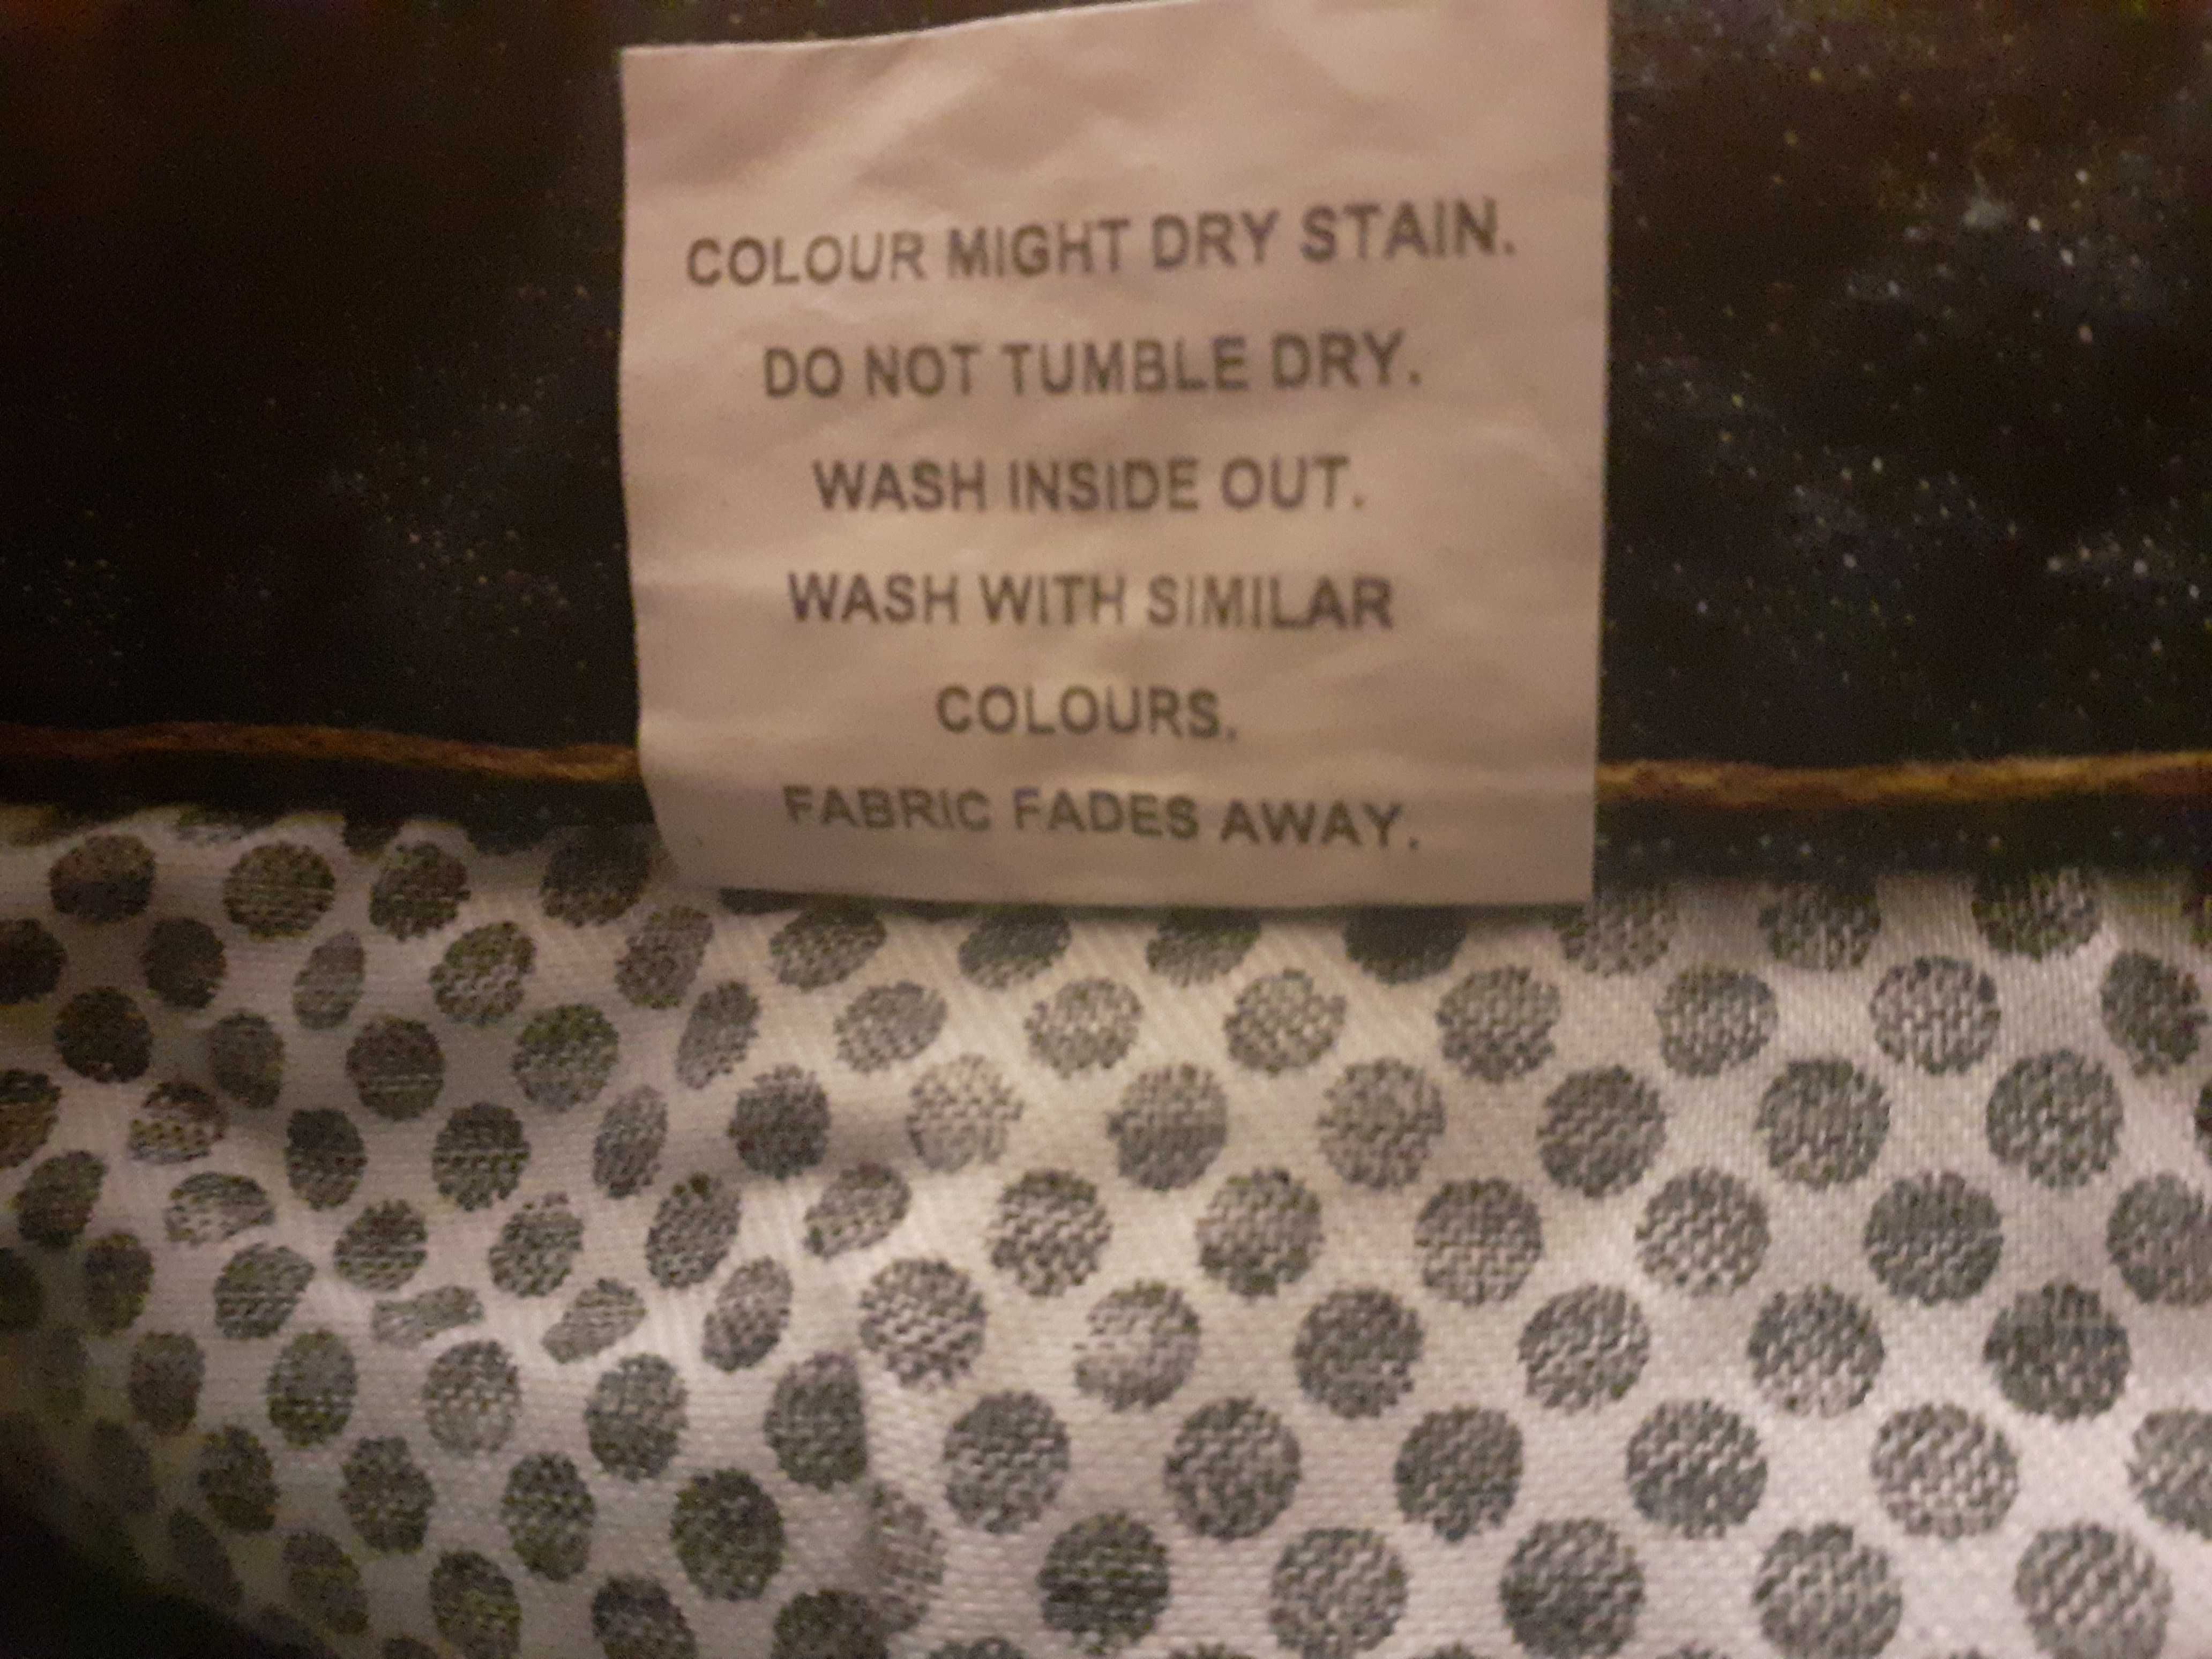 COLOUR MIGHT DRY STAIN.
DO NOT TUMBLE DRY.
WASH INSIDE OUT.
WASH WITH SIMILAR
COLOURS.
FABRIC FADES AWAY.